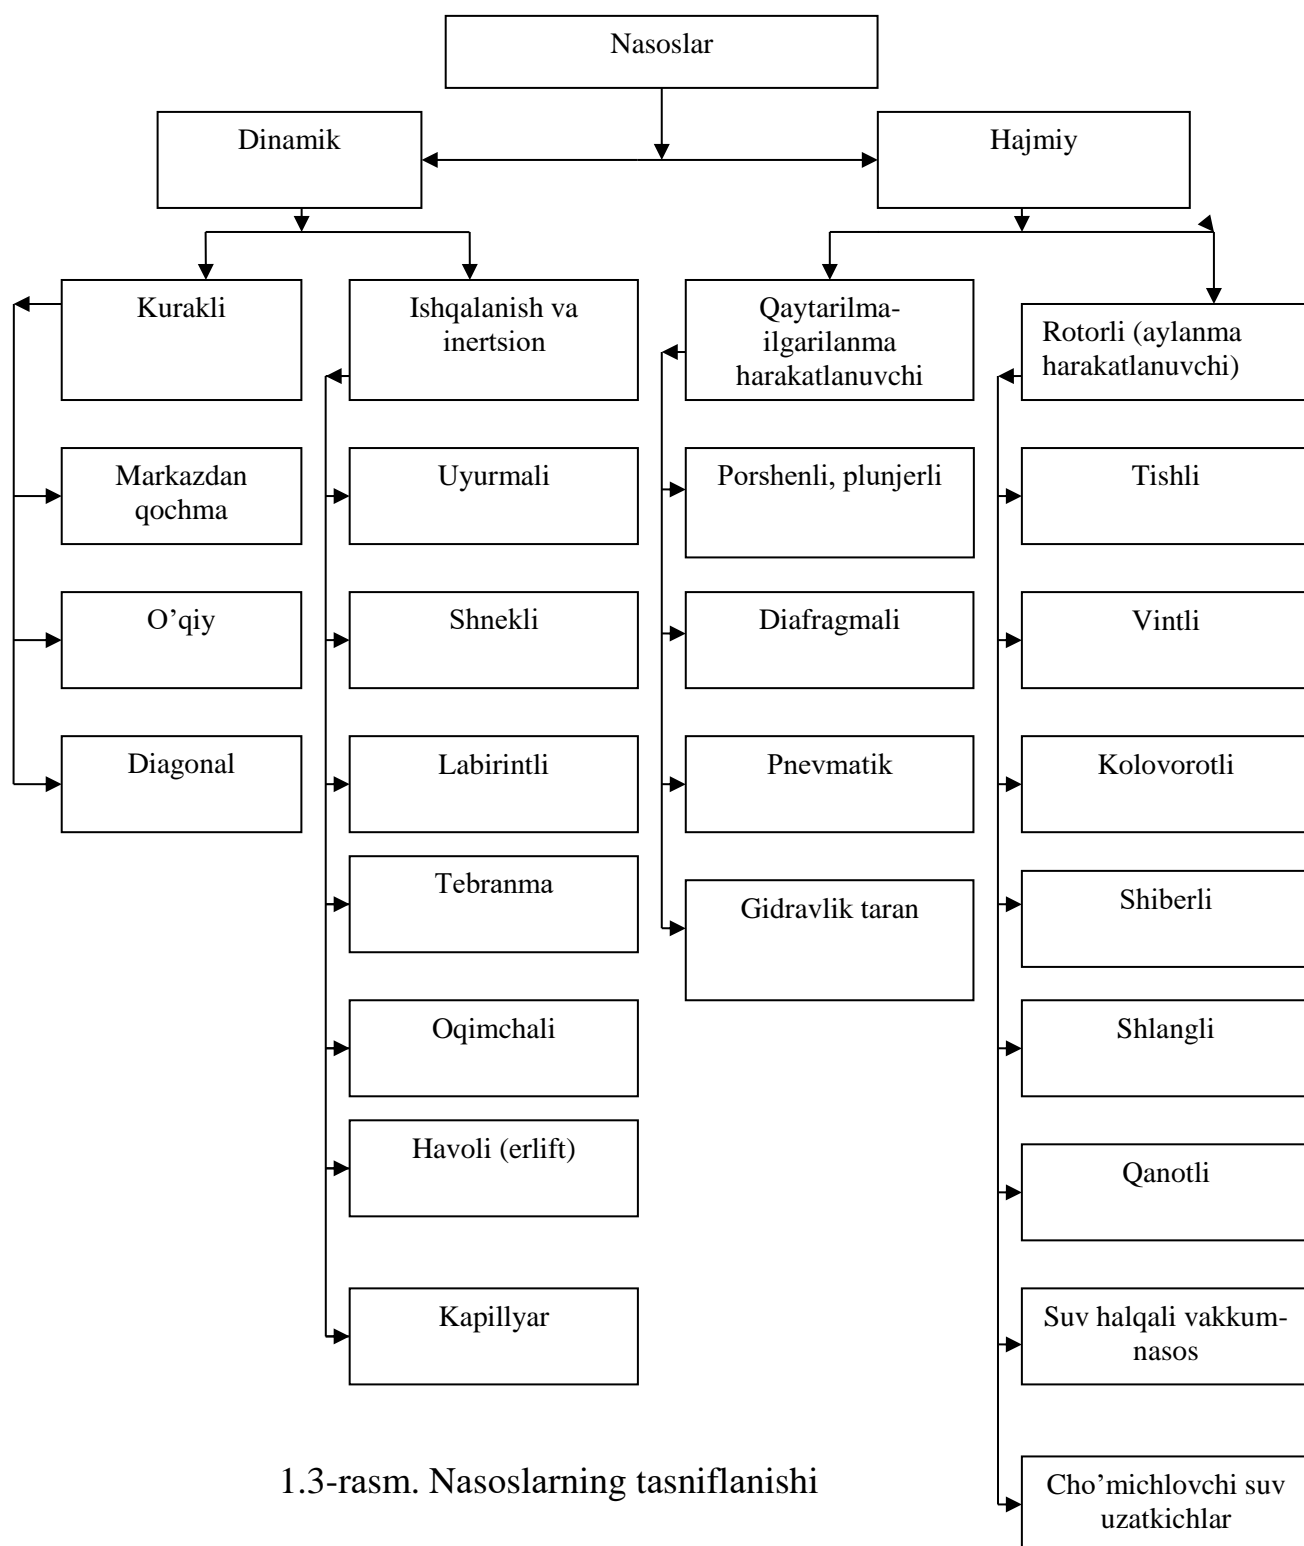 Nasoslar
Dinamik
Hajmiy
Kurakli
Ishqalanish va
inertsion
Qaytarilma-
ilgarilanma
harakatlanuvchi
Rotorli (aylanma
harakatlanuvchi)
Markazdan
qochma
Uyurmali
Porshenli, plunjerli
Tishli
O’qiy
Shnekli
Diafragmali
Vintli
Diagonal
Labirintli
Pnevmatik
Kolovorotli
Tebranma
Gidravlik taran
Shiberli
Oqimchali
Shlangli
Havoli (erlift)
Qanotli
Kapillyar
Suv halqali vakkum-
nasos
1.3-rasm. Nasoslarning tasniflanishi
Cho’michlovchi suv
uzatkichlar